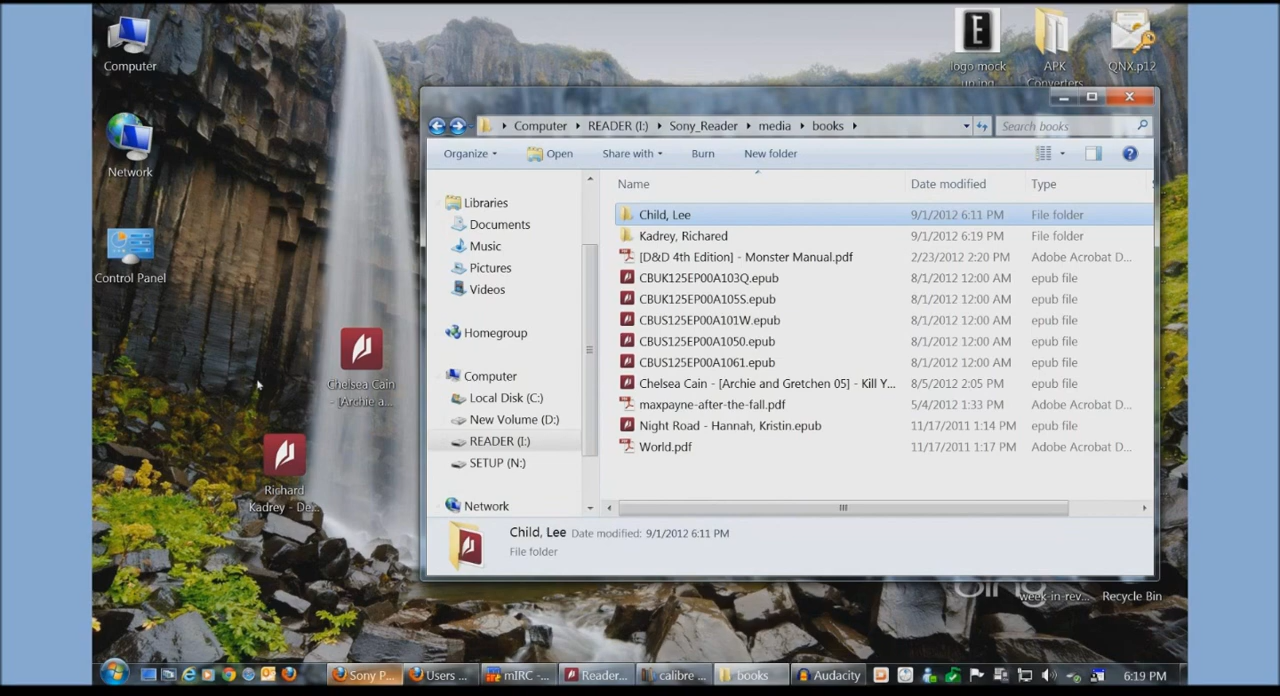 Computer
Network
Control Panel
Chelsea Cain
- [Archie a...
Richard
Kadrey - De...
E
logo mock
up.jpg
APK
Converters
QNX.p12
Computer READER (I:) Sony_Reader media books
Search books
Organize Open Share with Burn New folder
Libraries
Documents
Music
Pictures
Videos
Homegroup
Computer
Local Disk (C:)
New Volume (D:)
READER (I:)
SETUP (N:)
Network
Name Date modified Type
Child, Lee 9/1/2012 6:11 PM File folder
Kadrey, Richared 9/1/2012 6:19 PM File folder
[D&D 4th Edition] - Monster Manual.pdf 2/23/2012 2:20 PM Adobe Acrobat D...
CBUK125EP00A103Q.epub 8/1/2012 12:00 AM epub file
CBUK125EP00A105S.epub 8/1/2012 12:00 AM epub file
CBUS125EP00A101W.epub 8/1/2012 12:00 AM epub file
CBUS125EP00A1050.epub 8/1/2012 12:00 AM epub file
CBUS125EP00A1061.epub 8/1/2012 12:00 AM epub file
Chelsea Cain - [Archie and Gretchen 05] - Kill Y... 8/5/2012 2:05 PM epub file
maxpayne-after-the-fall.pdf 5/4/2012 1:33 PM Adobe Acrobat D...
Night Road - Hannah, Kristin.epub 11/17/2011 1:14 PM epub file
World.pdf 11/17/2011 1:17 PM Adobe Acrobat D...
Child, Lee Date modified: 9/1/2012 6:11 PM
File folder
bing
week-in-rev...
Recycle Bin
Sony P...
Users ...
mIRC -...
Reader...
calibre ...
books
Audacity
6:19 PM